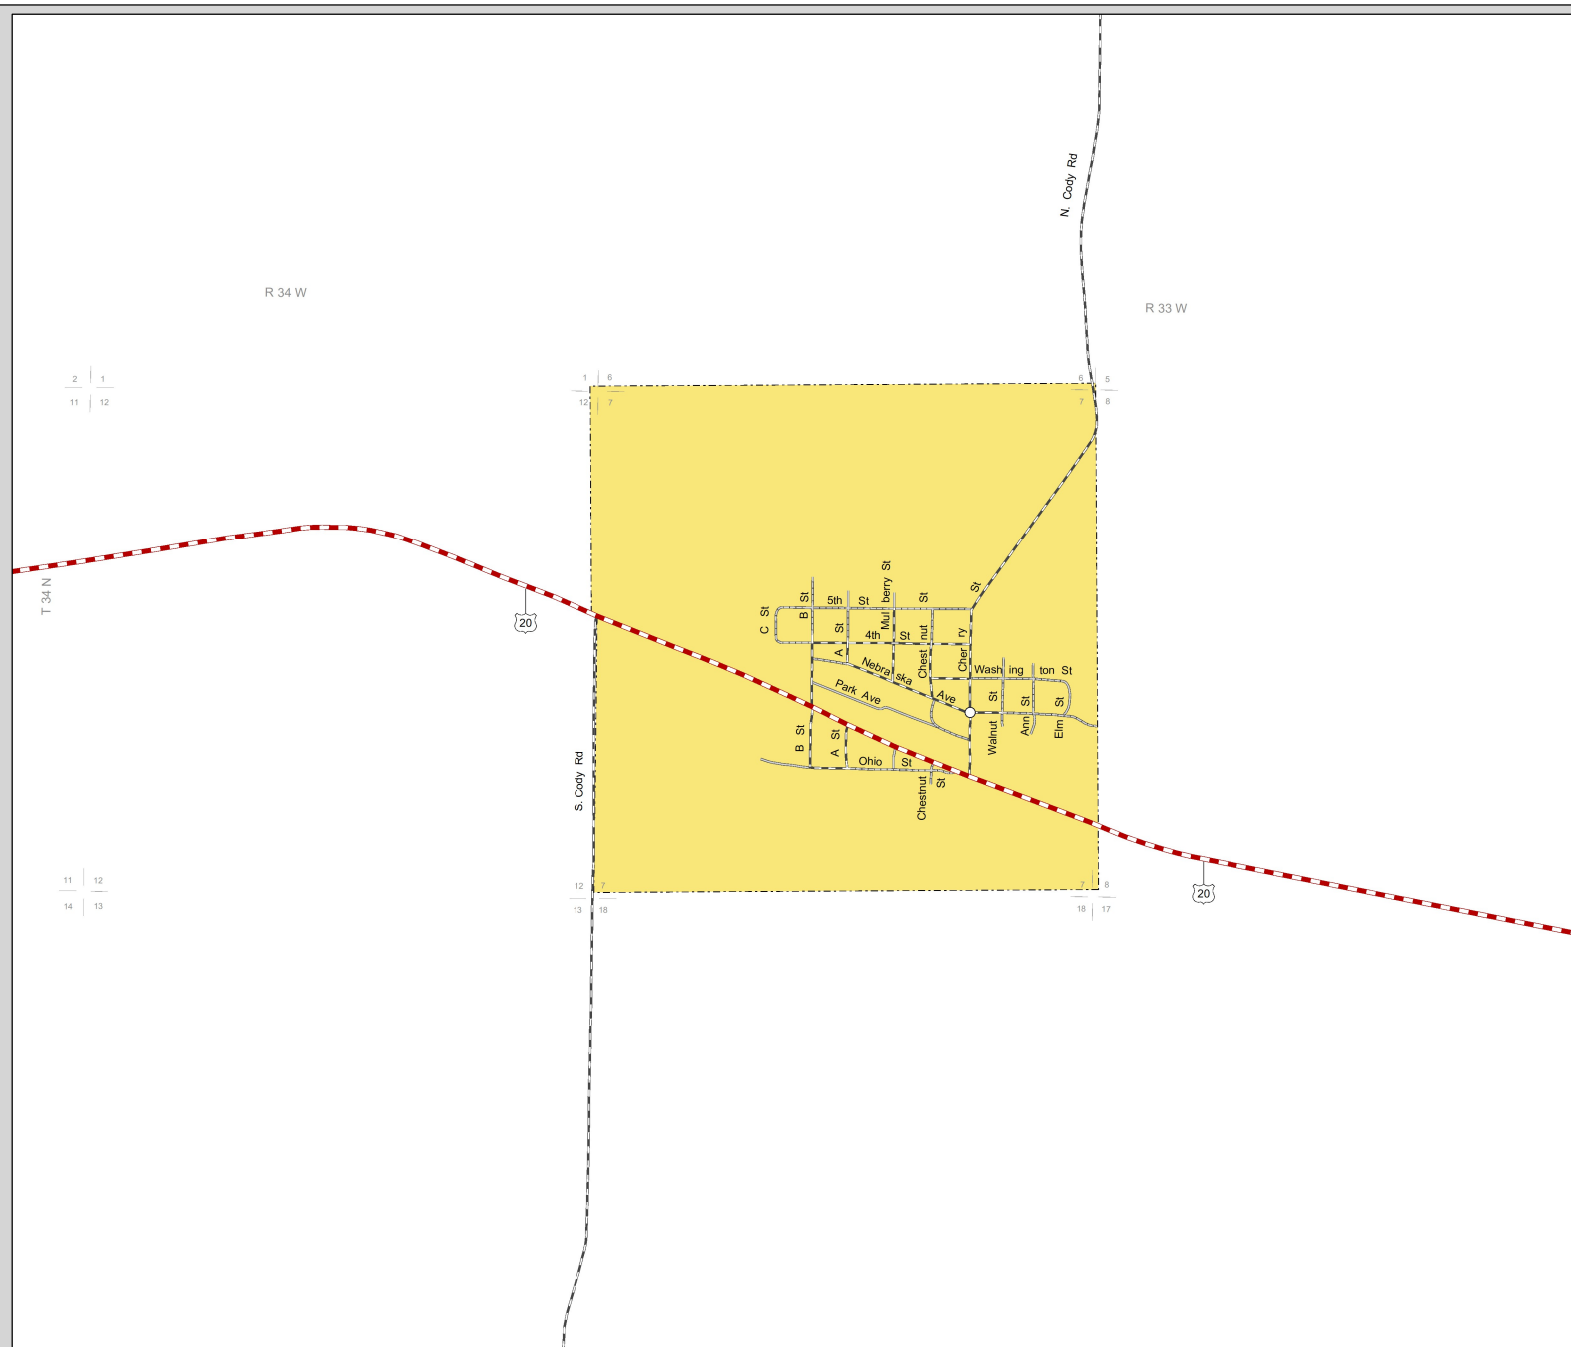 N. Cody Rd
R 34 W
R 33 W
2 1
11 12
1 6
12 7
6 5
7 8
T 34 N
20
C St
B St
5th St
Mulberry St
Chestnut St
Cherry St
A St
4th St
Nebraska Ave
Park Ave
Washington St
Walnut St
Ann St
Elm St
B St
A St
Ohio St
Chestnut St
S. Cody Rd
11 12
14 13
12 7
13 18
7 8
18 17
20